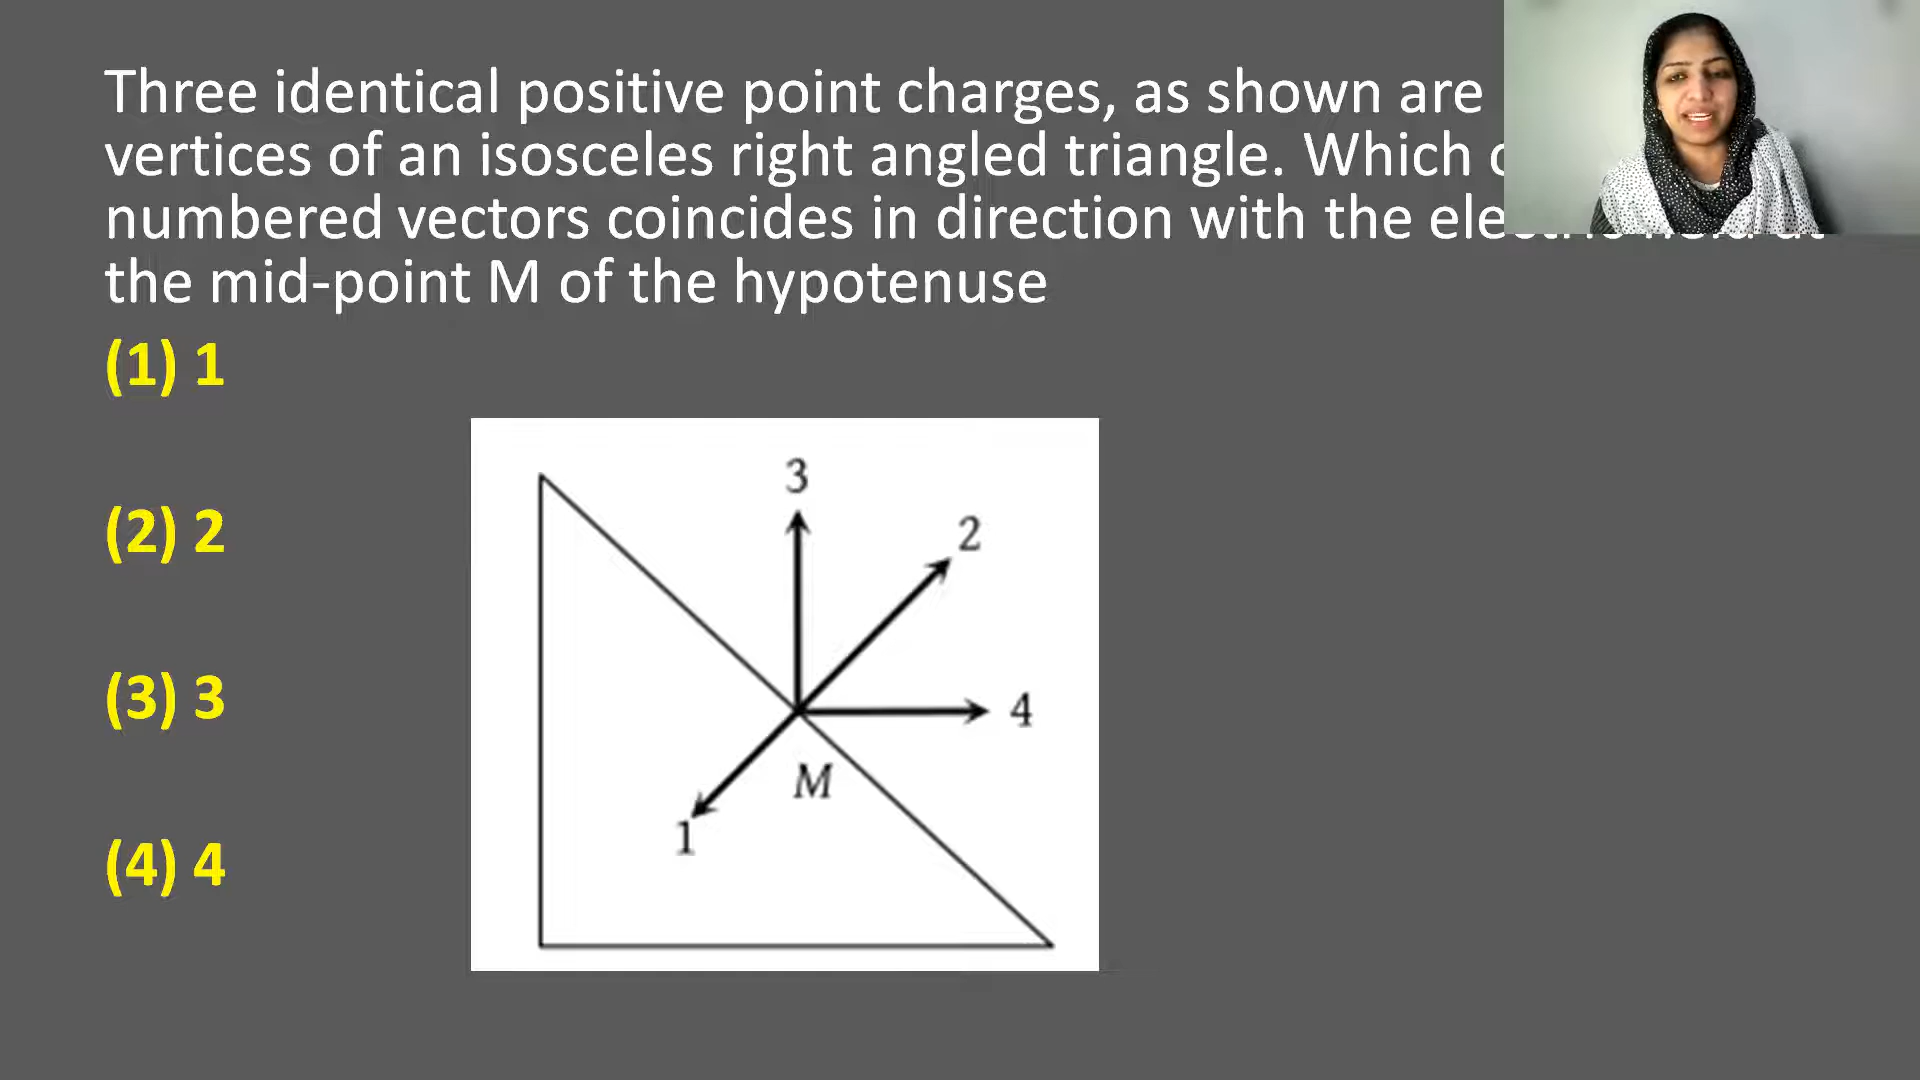 Three identical positive point charges, as shown are
vertices of an isosceles right angled triangle. Which
numbered vectors coincides in direction with the
the mid-point M of the hypotenuse
(1) 1
(2) 2
(3) 3
(4) 4
3
2
4
M
1